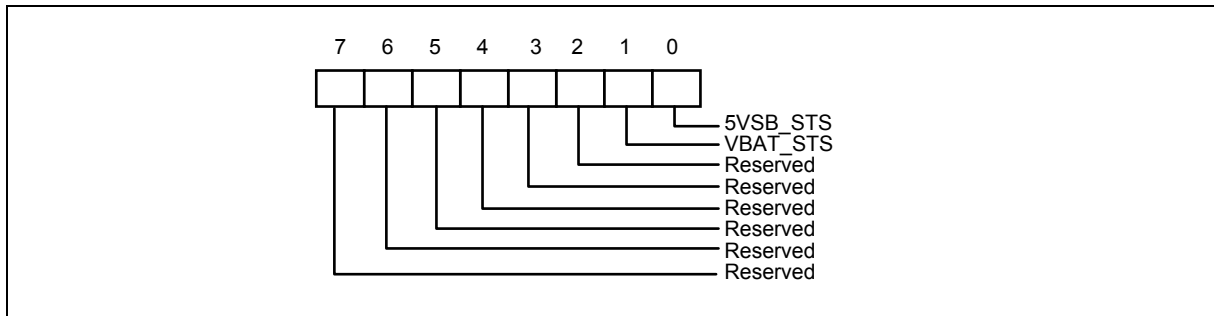 7 6 5 4 3 2 1 0
5VSB_STS
VBAT_STS
Reserved
Reserved
Reserved
Reserved
Reserved
Reserved